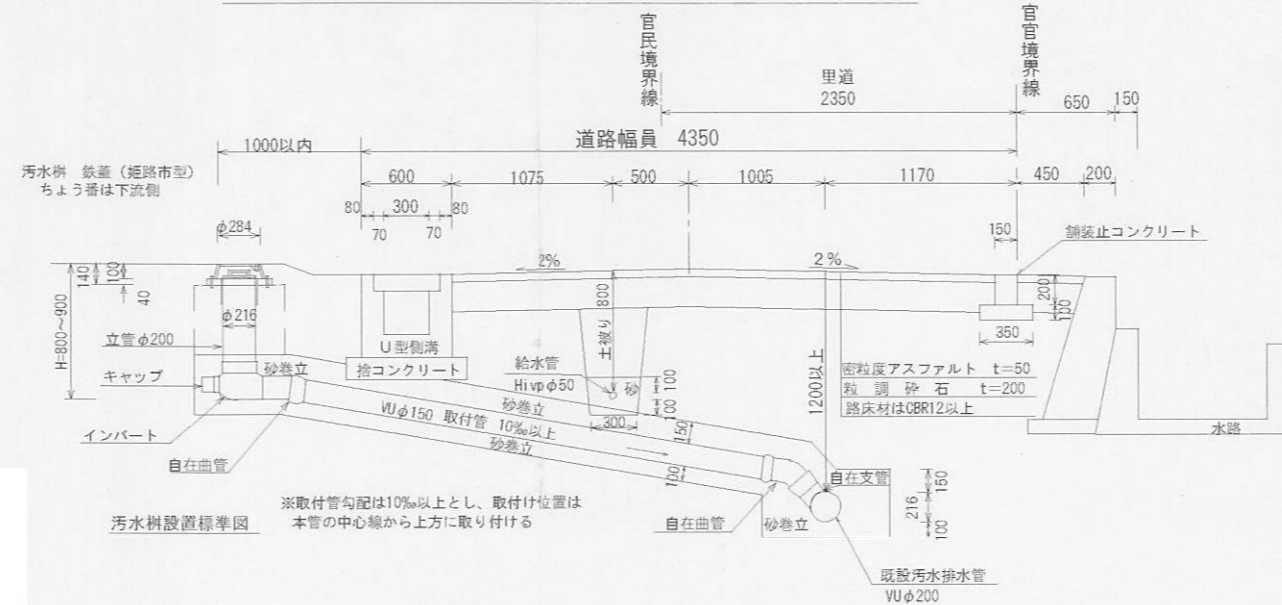 官民境界線
官官境界線
里道
2350
650
150
道路幅員 4350
1000以内
汚水桝 鉄蓋（姫路市型）
ちょう番は下流側
600
1075
500
1005
1170
450
200
80
300
80
70
70
φ284
150
舗装止コンクリート
2%
2%
140
100
40
H=800〜900
φ216
立管φ200
キャップ
インバート
自在曲管
砂巻立
U型側溝
捨コンクリート
土被り 800
給水管
Hivpφ50
砂
100
100
300
200
100
350
1200以上
密粒度アスファルト t=50
粒調砕石 t=200
路床材はCBR12以上
水路
砂巻立
VUφ150 取付管 10‰以上
砂巻立
150
100
自在支管
自在曲管
砂巻立
150
216
100
※取付管勾配は10‰以上とし、取付け位置は
本管の中心線から上方に取り付ける
汚水桝設置標準図
既設汚水排水管
VUφ200